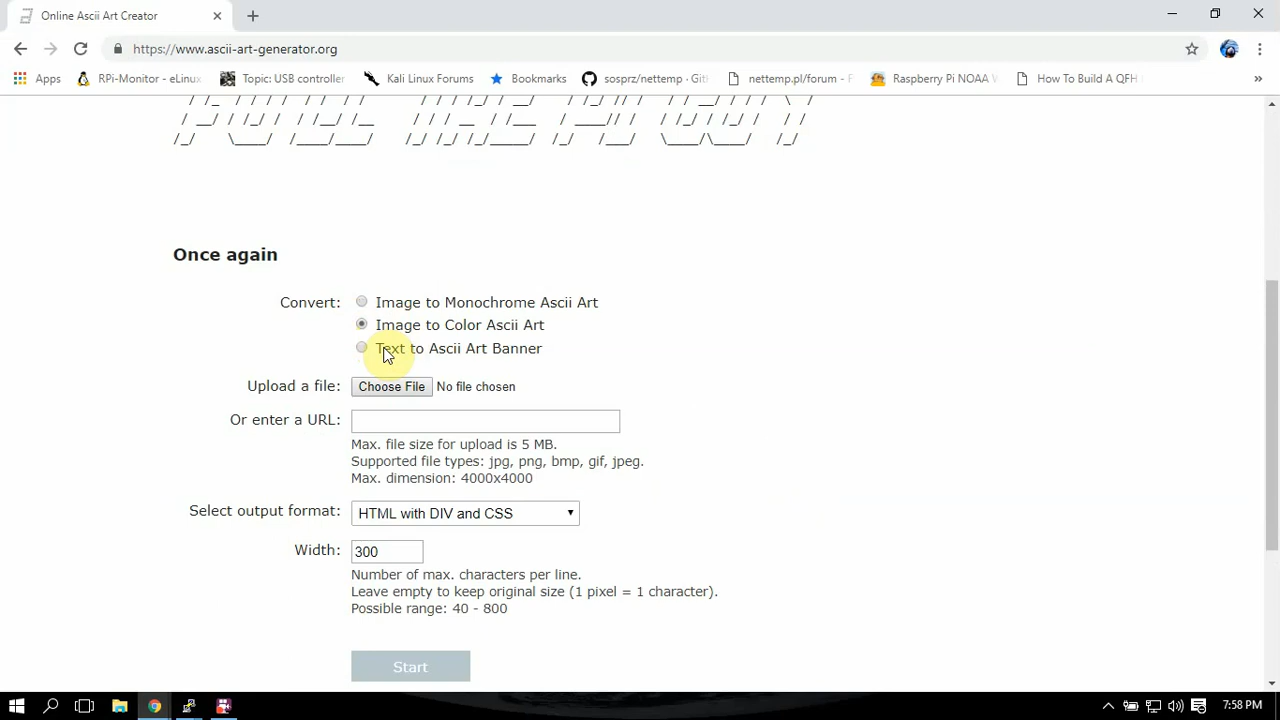 Online Ascii Art Creator
https://www.ascii-art-generator.org
Apps
RPi-Monitor - eLinux
Topic: USB controller
Kali Linux Forums
Bookmarks
sosprz/nettemp · Git
nettemp.pl/forum - F
Raspberry Pi NOAA W
How To Build A QFH
Once again
Convert:
Image to Monochrome Ascii Art
Image to Color Ascii Art
Text to Ascii Art Banner
Upload a file: Choose File No file chosen
Or enter a URL:
Max. file size for upload is 5 MB.
Supported file types: jpg, png, bmp, gif, jpeg.
Max. dimension: 4000x4000
Select output format: HTML with DIV and CSS
Width: 300
Number of max. characters per line.
Leave empty to keep original size (1 pixel = 1 character).
Possible range: 40 - 800
Start
7:58 PM